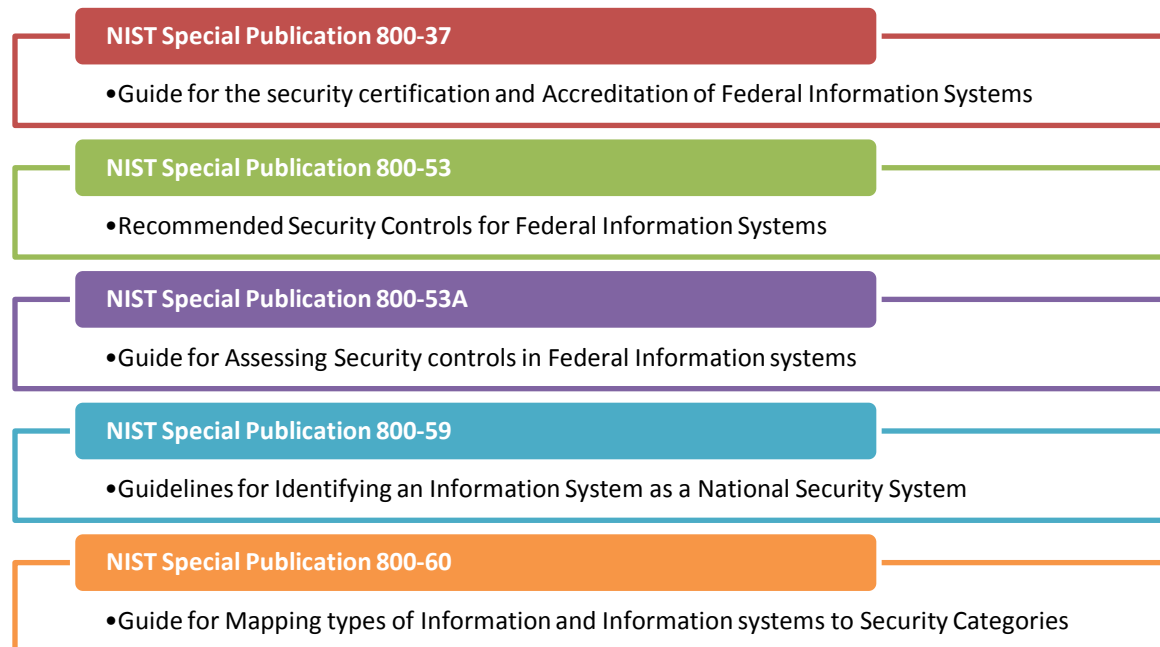 NIST Special Publication 800-37
•Guide for the security certification and Accreditation of Federal Information Systems
NIST Special Publication 800-53
•Recommended Security Controls for Federal Information Systems
NIST Special Publication 800-53A
•Guide for Assessing Security controls in Federal Information systems
NIST Special Publication 800-59
•Guidelines for Identifying an Information System as a National Security System
NIST Special Publication 800-60
•Guide for Mapping types of Information and Information systems to Security Categories